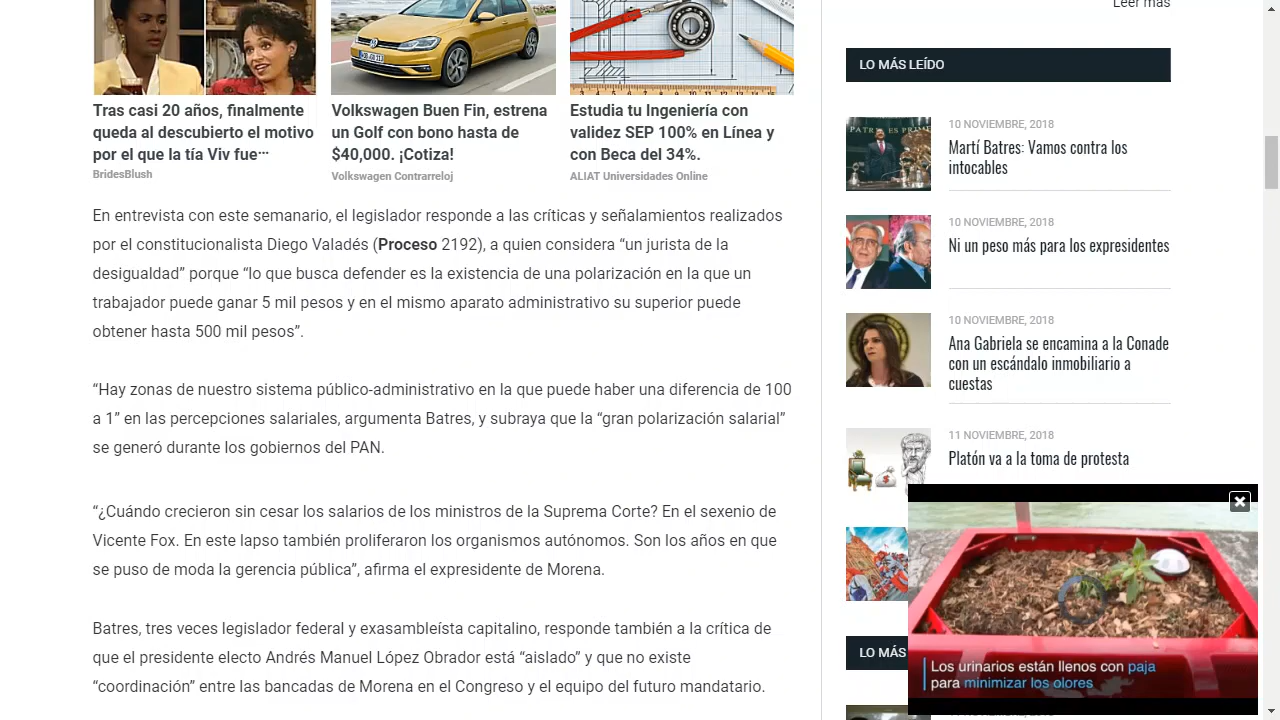 Tras casi 20 años, finalmente
queda al descubierto el motivo
por el que la tía Viv fue···
BridesBlush
Volkswagen Buen Fin, estrena
un Golf con bono hasta de
$40,000. ¡Cotiza!
Volkswagen Contrarreloj
Estudia tu Ingeniería con
validez SEP 100% en Línea y
con Beca del 34%.
ALIAT Universidades Online
En entrevista con este semanario, el legislador responde a las críticas y señalamientos realizados
por el constitucionalista Diego Valadés (Proceso 2192), a quien considera “un jurista de la
desigualdad” porque “lo que busca defender es la existencia de una polarización en la que un
trabajador puede ganar 5 mil pesos y en el mismo aparato administrativo su superior puede
obtener hasta 500 mil pesos”.
“Hay zonas de nuestro sistema público-administrativo en la que puede haber una diferencia de 100
a 1” en las percepciones salariales, argumenta Batres, y subraya que la “gran polarización salarial”
se generó durante los gobiernos del PAN.
“¿Cuándo crecieron sin cesar los salarios de los ministros de la Suprema Corte? En el sexenio de
Vicente Fox. En este lapso también proliferaron los organismos autónomos. Son los años en que
se puso de moda la gerencia pública”, afirma el expresidente de Morena.
Batres, tres veces legislador federal y exasambleísta capitalino, responde también a la crítica de
que el presidente electo Andrés Manuel López Obrador está “aislado” y que no existe
“coordinación” entre las bancadas de Morena en el Congreso y el equipo del futuro mandatario.
Leer más
LO MÁS LEÍDO
10 NOVIEMBRE, 2018
Martí Batres: Vamos contra los
intocables
10 NOVIEMBRE, 2018
Ni un peso más para los expresidentes
10 NOVIEMBRE, 2018
Ana Gabriela se encamina a la Conade
con un escándalo inmobiliario a
cuestas
11 NOVIEMBRE, 2018
Platón va a la toma de protesta
LO MÁS
Los urinarios están llenos con paja
para minimizar los olores